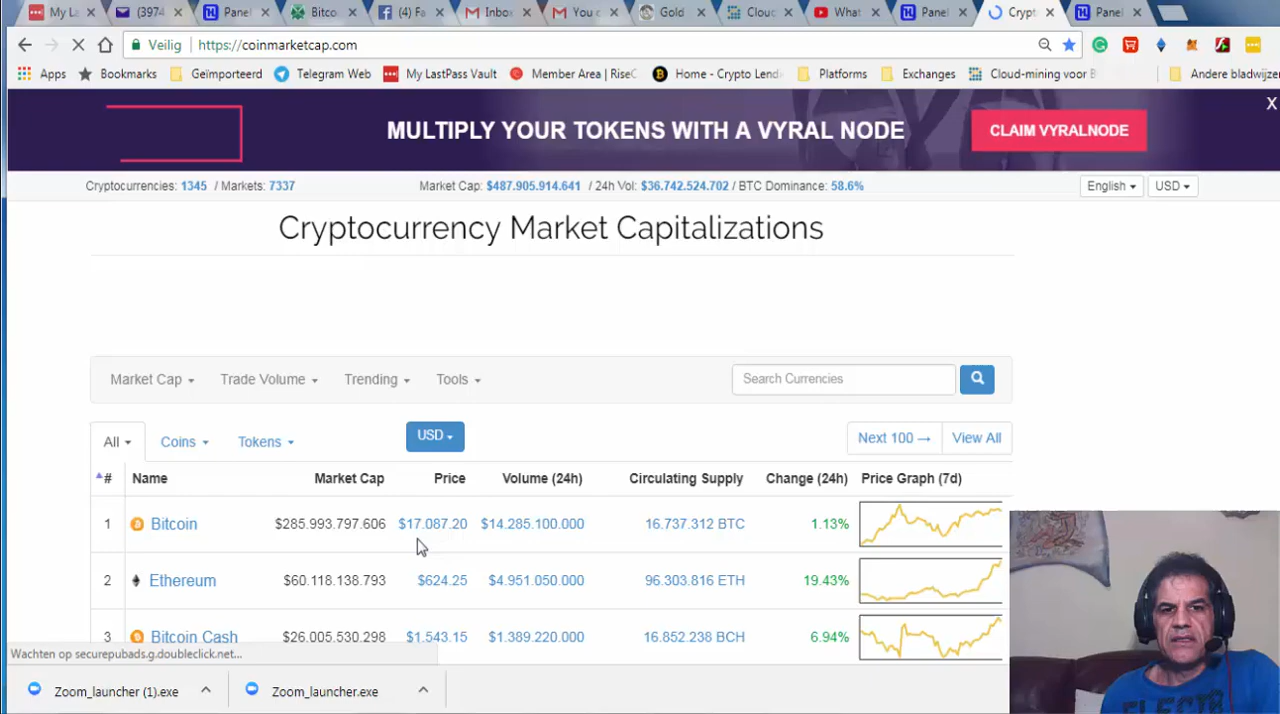 My La
(3974
Panel
Bitco
(4) Fa
Inbox
You c
Gold
Cloud
What
Panel
Crypt
Panel
Veilig
https://coinmarketcap.com
Apps
Bookmarks
Geïmporteerd
Telegram Web
My LastPass Vault
Member Area | RiseC
Home - Crypto Lend
Platforms
Exchanges
Cloud-mining voor B
Andere bladwijzer
MULTIPLY YOUR TOKENS WITH A VYRAL NODE
CLAIM VYRALNODE
X
Cryptocurrencies: 1345 / Markets: 7337
Market Cap: $487.905.914.641 / 24h Vol: $36.742.524.702 / BTC Dominance: 58.6%
English
USD
Cryptocurrency Market Capitalizations
Market Cap
Trade Volume
Trending
Tools
Search Currencies
All
Coins
Tokens
USD
Next 100 →
View All
# Name Market Cap Price Volume (24h) Circulating Supply Change (24h) Price Graph (7d)
1 Bitcoin $285.993.797.606 $17.087.20 $14.285.100.000 16.737.312 BTC 1.13%
2 Ethereum $60.118.138.793 $624.25 $4.951.050.000 96.303.816 ETH 19.43%
3 Bitcoin Cash $26.005.530.298 $1.543.15 $1.389.220.000 16.852.238 BCH 6.94%
Wachten op securepubads.g.doubleclick.net...
Zoom_launcher (1).exe
Zoom_launcher.exe